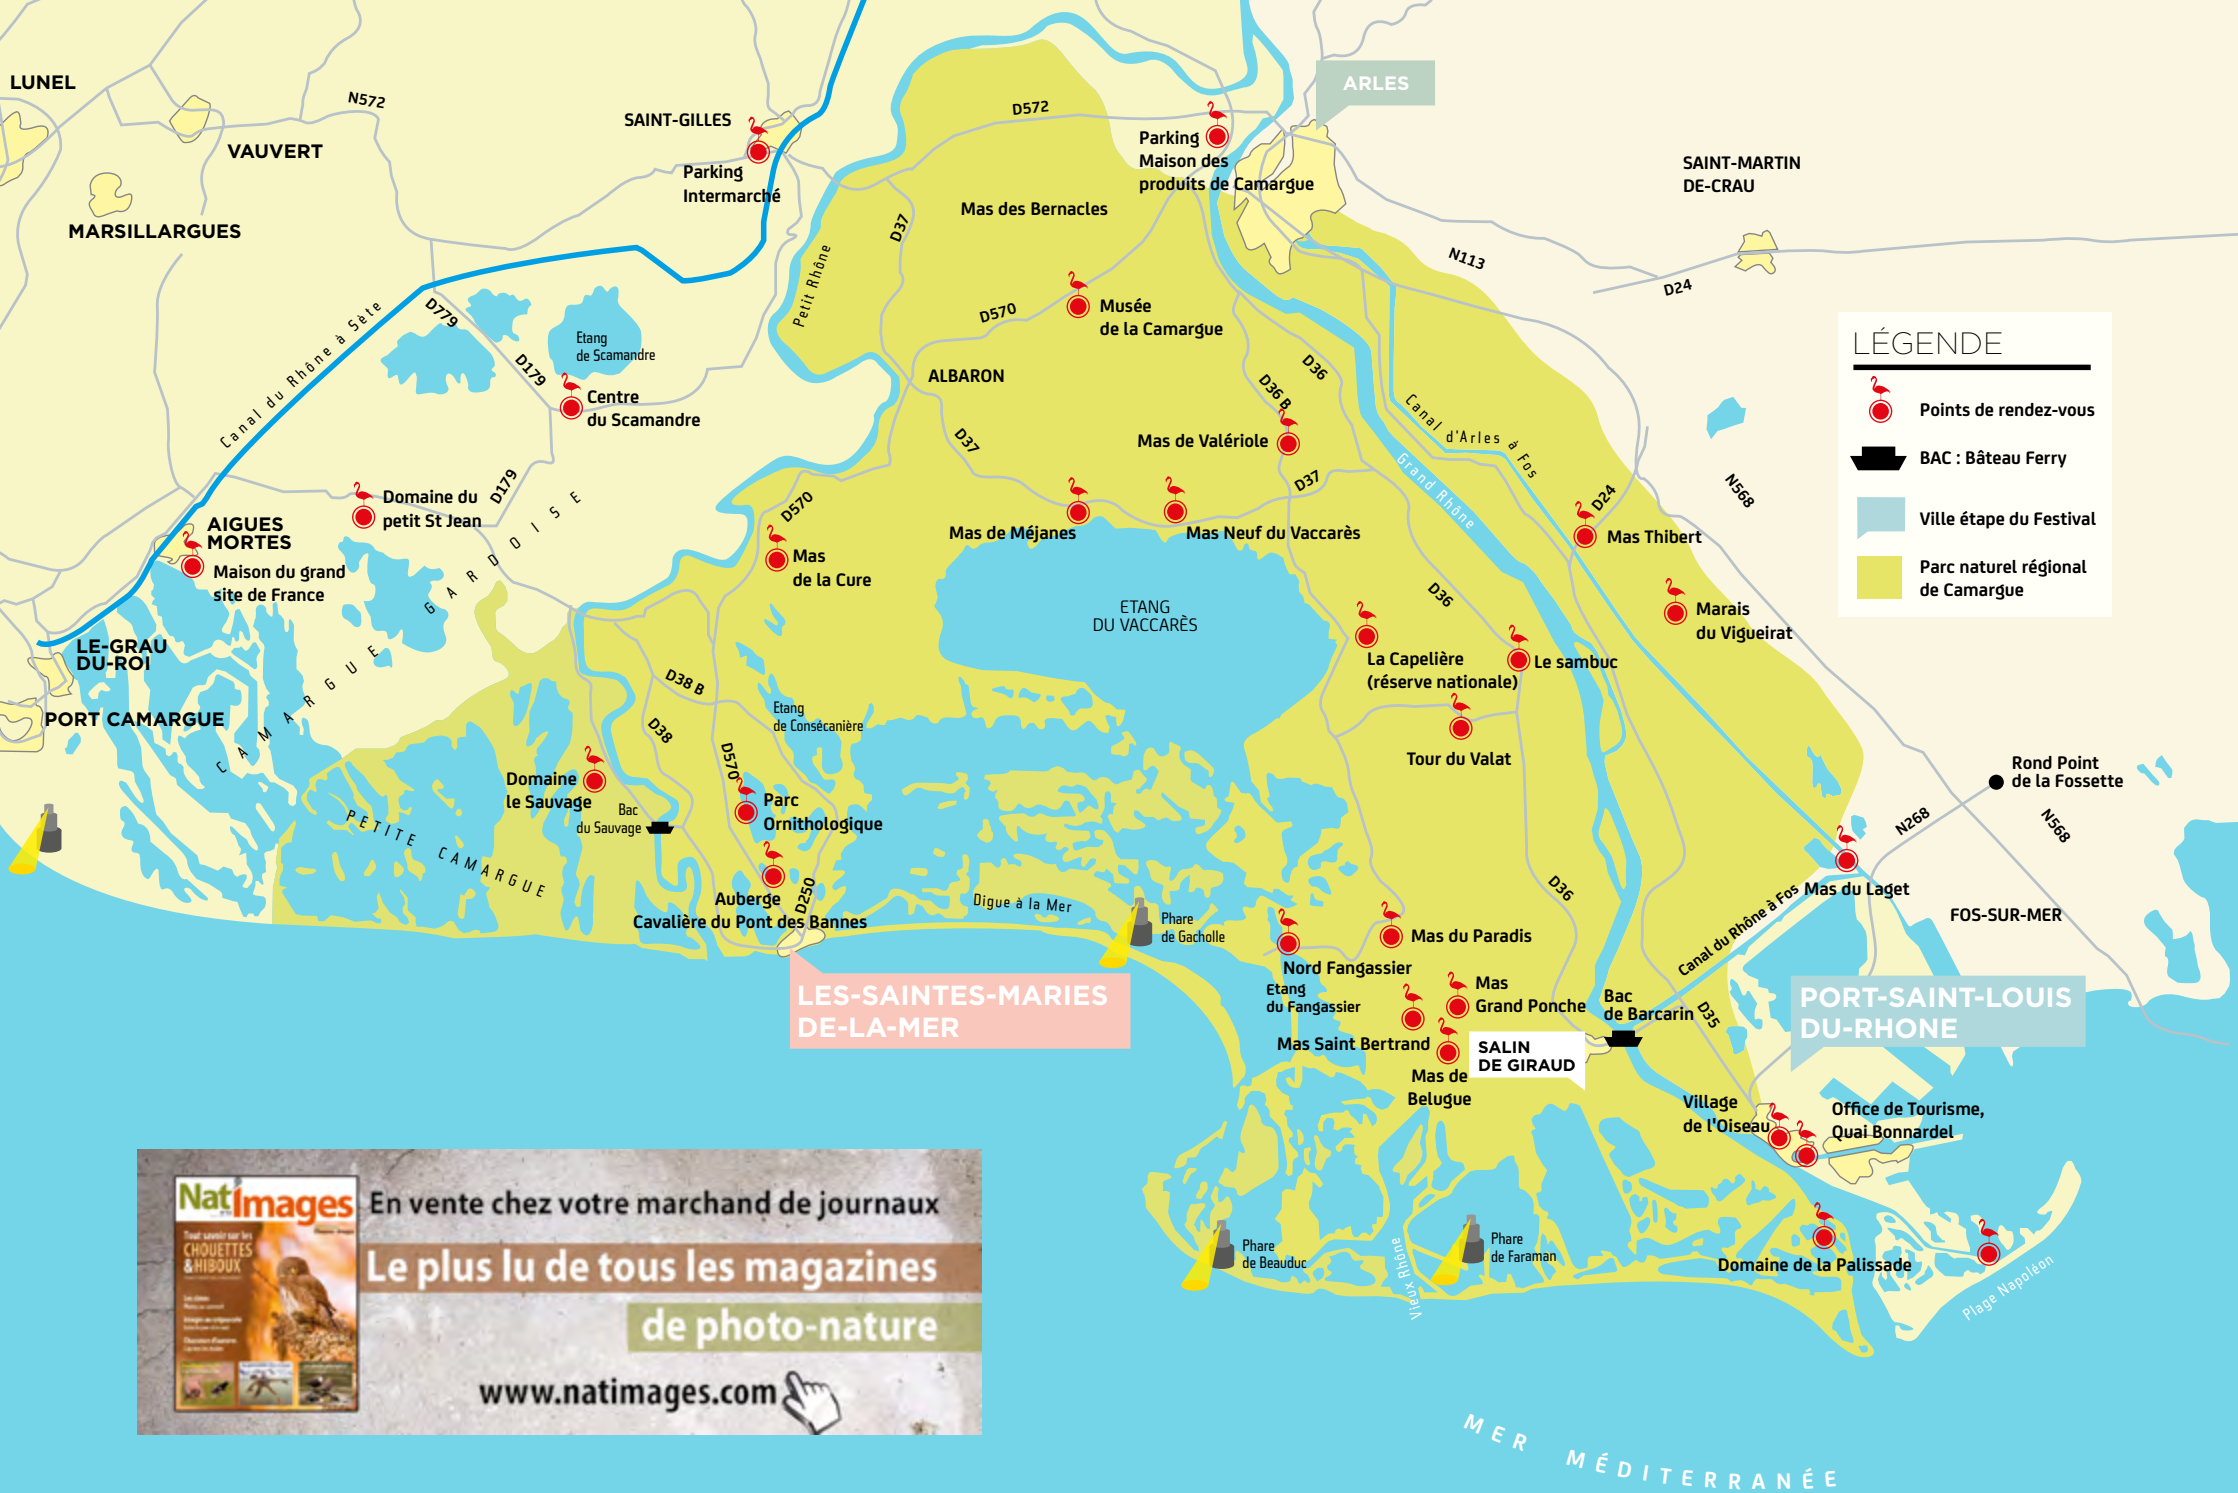 LUNEL
N572
VAUVERT
MARSILLARGUES
SAINT-GILLES
Parking
Intermarché
D572
ARLES
Parking
Maison des
produits de Camargue
Mas des Bernacles
D37
Petit Rhône
SAINT-MARTIN
DE-CRAU
N113
D24
Canal du Rhône à Sète
D779
D179
Etang
de Scamandre
Centre
du Scamandre
D570
Musée
de la Camargue
ALBARON
D36
D36 B
Mas de Valériole
D37
D37
Canal d'Arles à Fos
Grand Rhône
LÉGENDE
Points de rendez-vous
BAC : Bâteau Ferry
Ville étape du Festival
Parc naturel régional
de Camargue
N568
D24
Mas Thibert
Marais
du Vigueirat
Domaine du
petit St Jean
D179
AIGUES
MORTES
Maison du grand
site de France
LE-GRAU
DU-ROI
PORT CAMARGUE
CAMARGUE GARDOISE
D570
Mas
de la Cure
Mas de Méjanes
Mas Neuf du Vaccarès
ETANG
DU VACCARÈS
D36
La Capelière
(réserve nationale)
Le sambuc
Tour du Valat
D38 B
D38
D570
Etang
de Consécanière
Domaine
le Sauvage
Bac
du Sauvage
Parc
Ornithologique
PETITE CAMARGUE
Auberge
Cavalière du Pont des Bannes
D250
Digue à la Mer
Phare
de Gacholle
LES-SAINTES-MARIES
DE-LA-MER
Rond Point
de la Fossette
N268
N568
Mas du Laget
FOS-SUR-MER
Canal du Rhône à Fos
D36
Mas du Paradis
Nord Fangassier
Etang
du Fangassier
Mas
Grand Ponche
Mas Saint Bertrand
Bac
de Barcarin
D35
SALIN
DE GIRAUD
Mas de
Belugue
PORT-SAINT-LOUIS
DU-RHONE
Village
de l'Oiseau
Office de Tourisme,
Quai Bonnardel
Phare
de Beauduc
Vieux Rhône
Phare
de Faraman
Domaine de la Palissade
Plage Napoléon
MER MÉDITERRANÉE
Nat'images
Tout savoir sur les
CHOUETTES
& HIBOUX
En vente chez votre marchand de journaux
Le plus lu de tous les magazines
de photo-nature
www.natimages.com